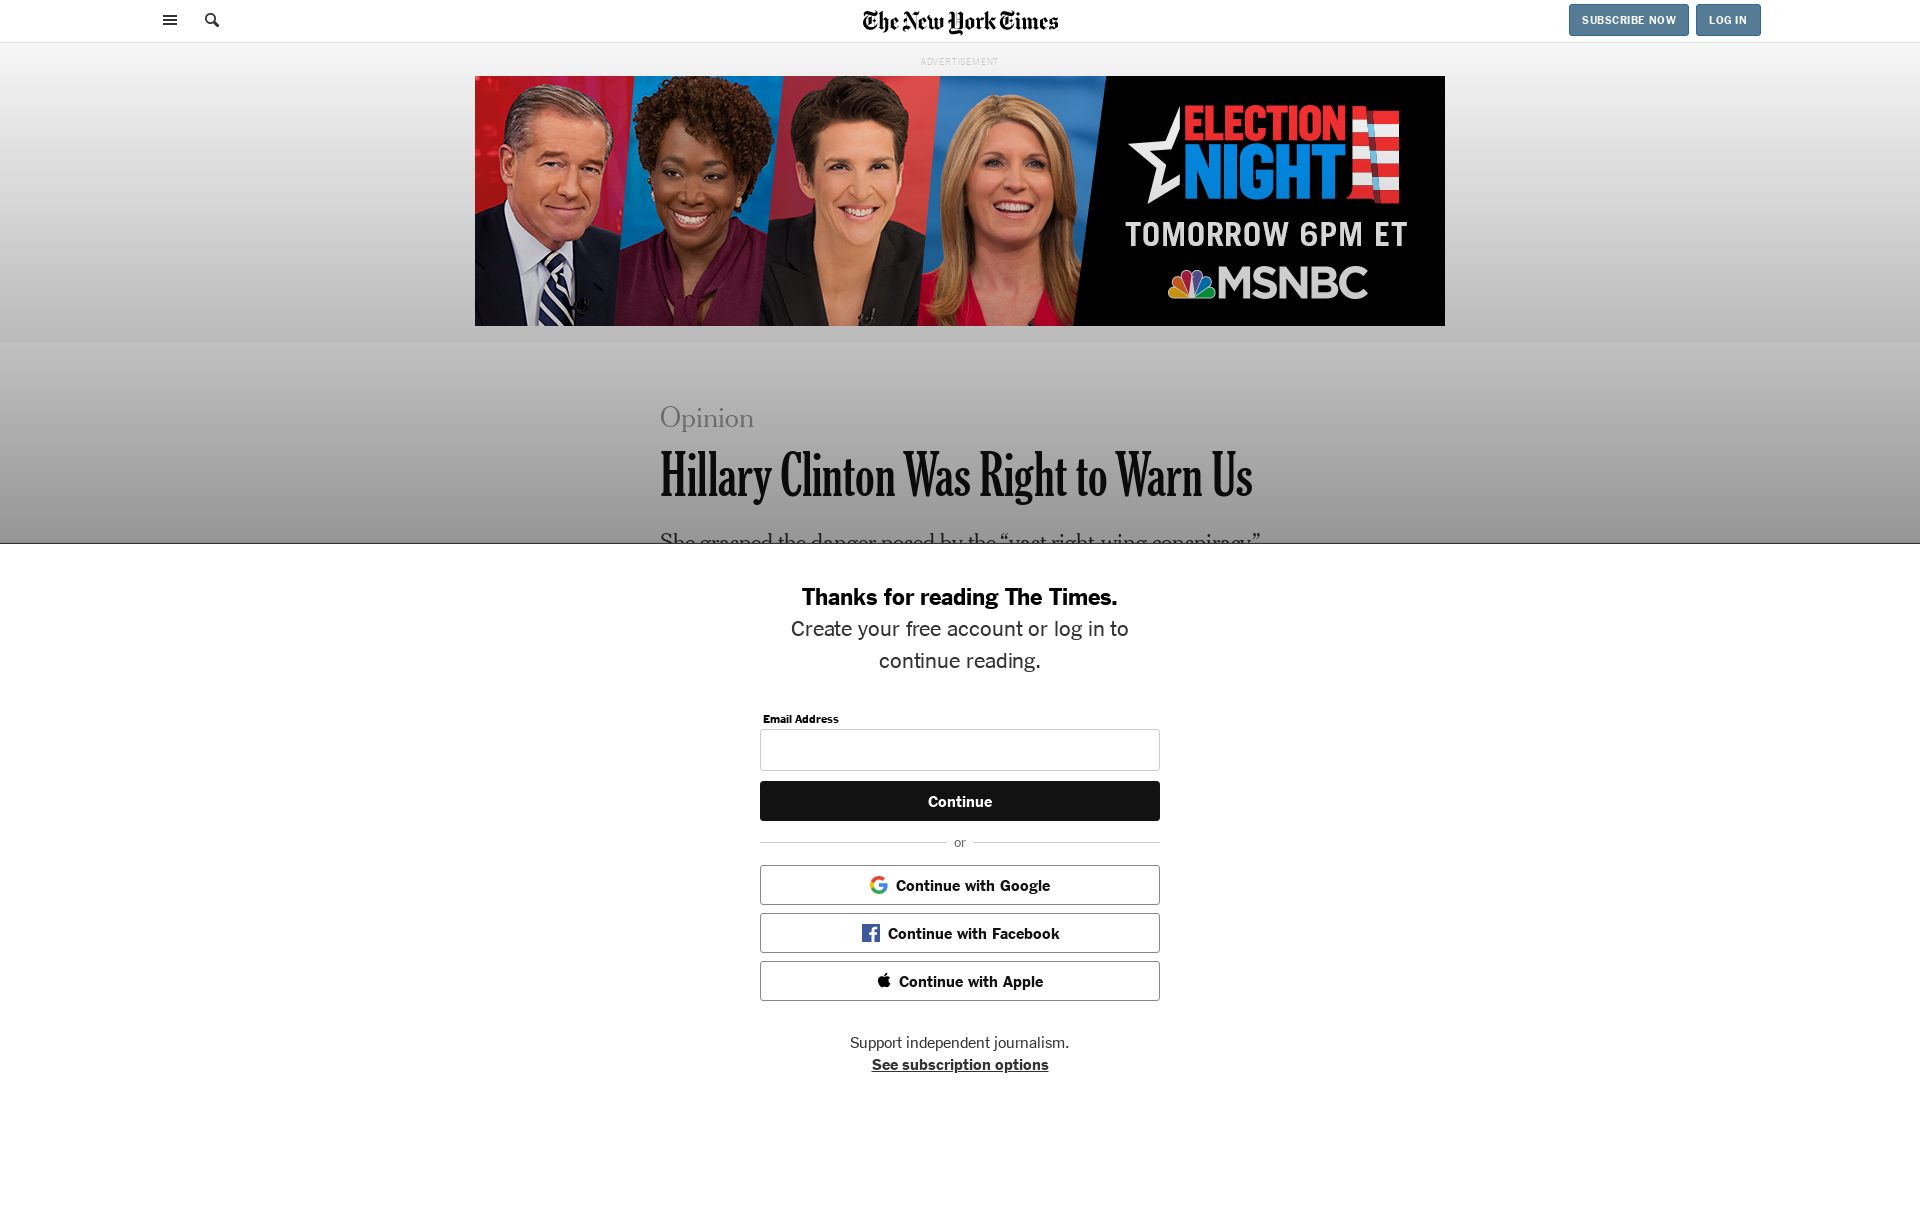 The New York Times
SUBSCRIBE NOW
LOG IN
ADVERTISEMENT
ELECTION
NIGHT
TOMORROW 6PM ET
MSNBC
Opinion
Hillary Clinton Was Right to Warn Us
She grasped the danger posed by the “vast right-wing conspiracy.”
Thanks for reading The Times.
Create your free account or log in to
continue reading.
Email Address
Continue
or
Continue with Google
Continue with Facebook
Continue with Apple
Support independent journalism.
See subscription options